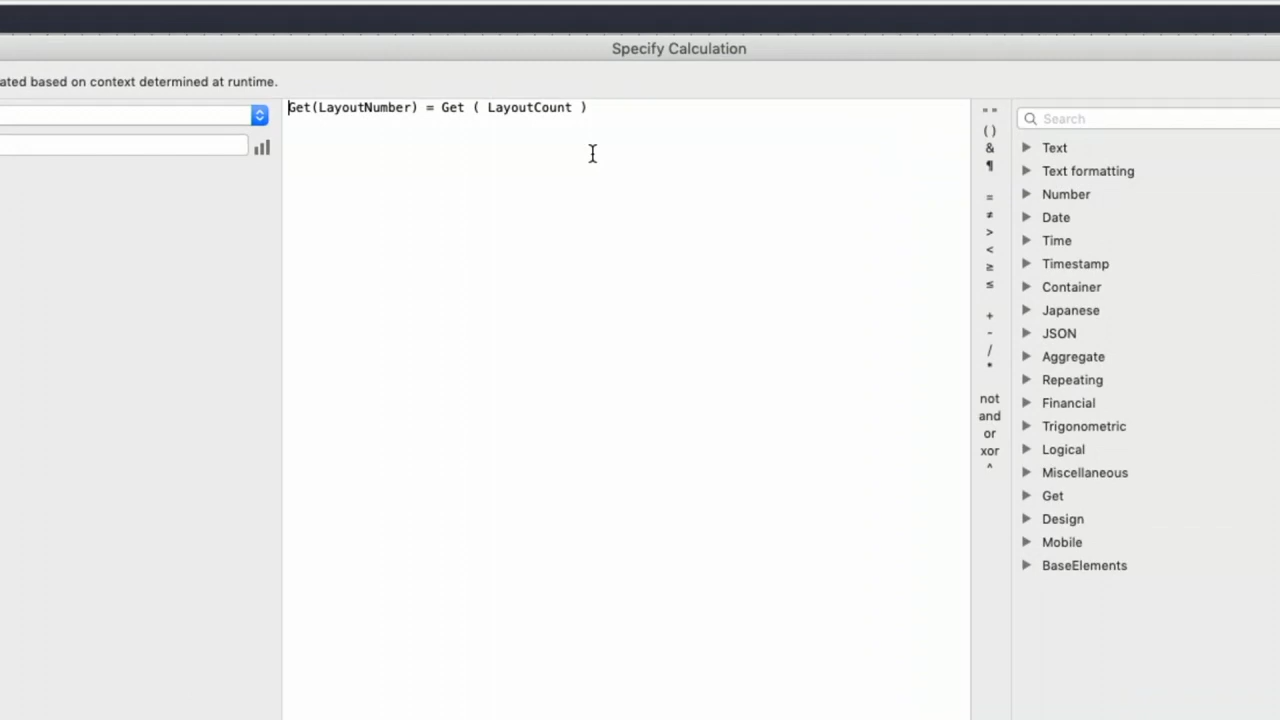 Specify Calculation
ated based on context determined at runtime.
Get(LayoutNumber) = Get ( LayoutCount )
" "
( )
&
¶
=
≠
>
<
≥
≤
+
-
/
*
not
and
or
xor
^
Search
Text
Text formatting
Number
Date
Time
Timestamp
Container
Japanese
JSON
Aggregate
Repeating
Financial
Trigonometric
Logical
Miscellaneous
Get
Design
Mobile
BaseElements